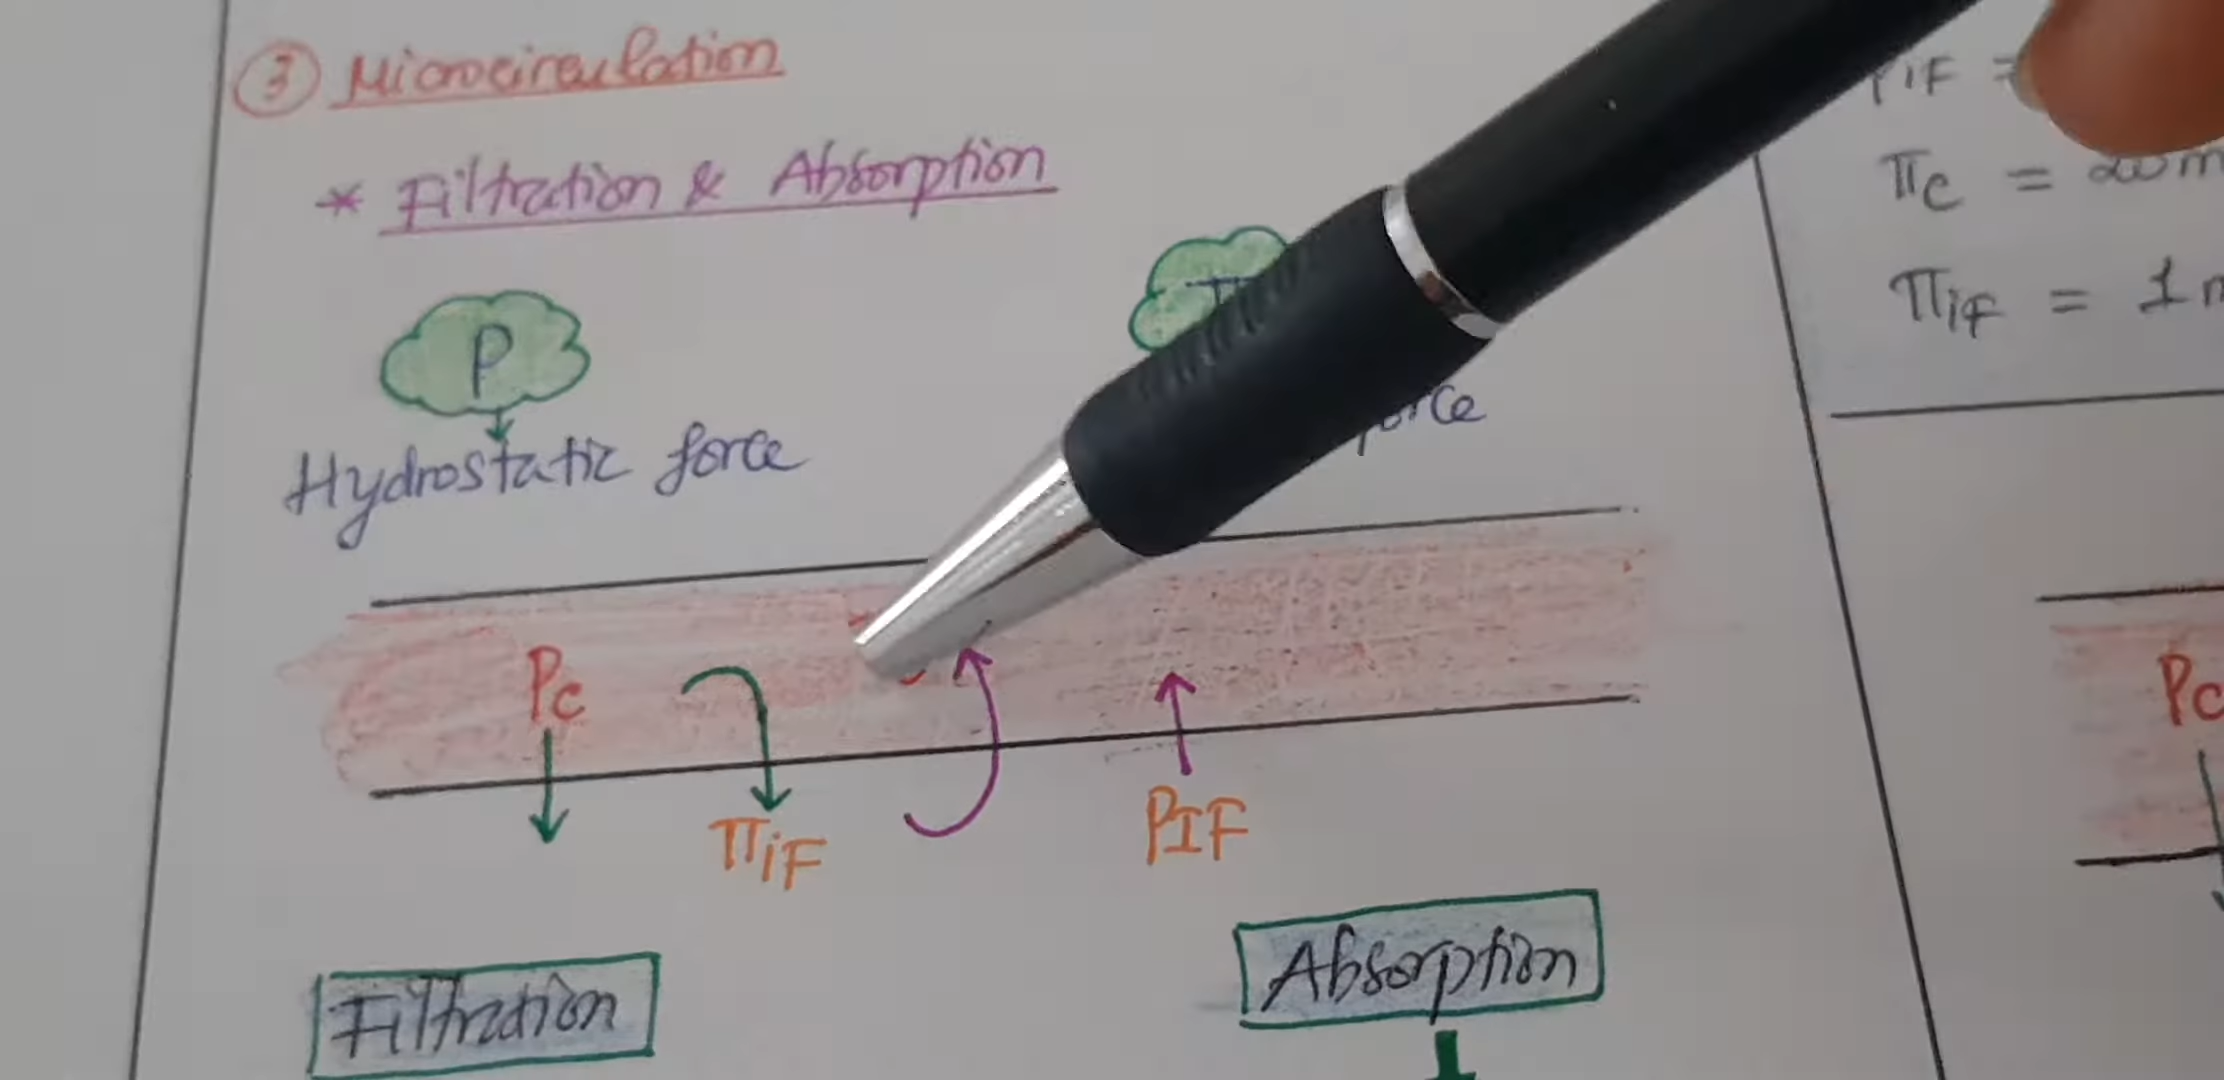 ③ Microcirculation
* Filtration & Absorption
P
π
Hydrostatic force
force
Pc
πiF
PIF
Filtration
Absorption
PiF =
πc =
πiF = 1
Pc